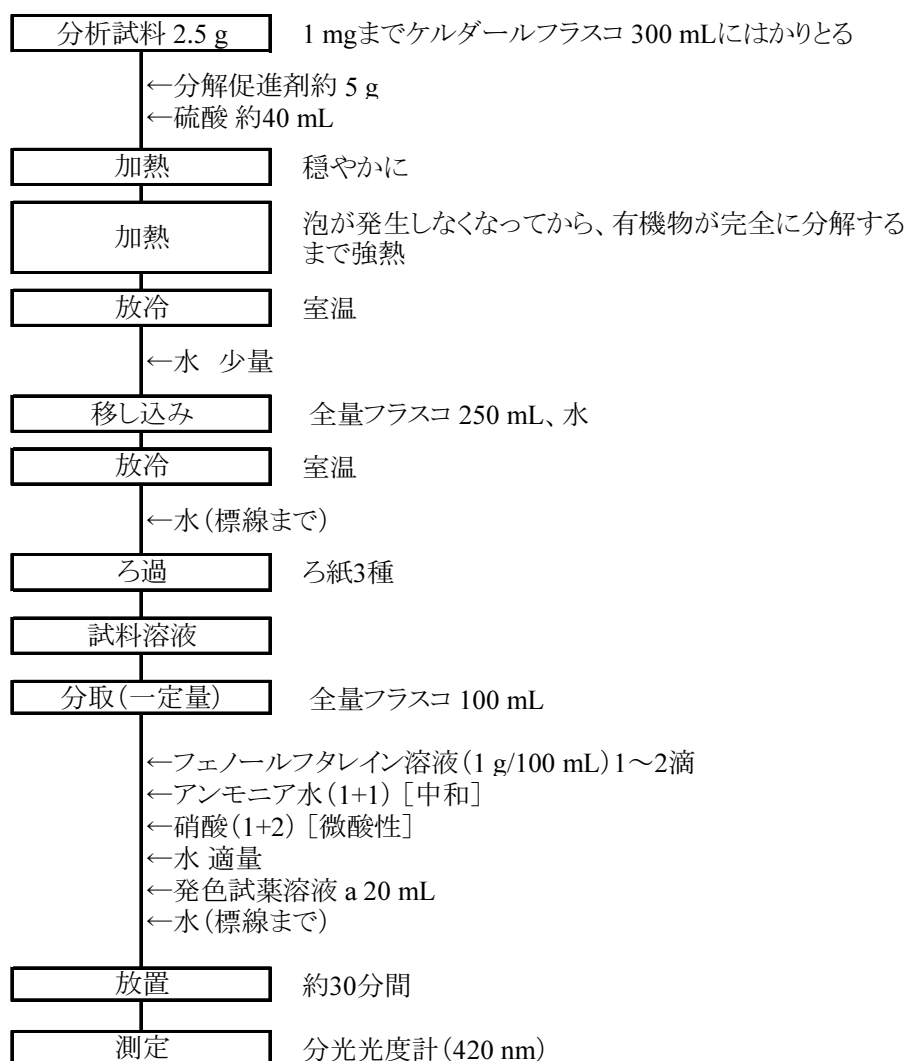 分析試料 2.5 g 1 mgまでケルダールフラスコ 300 mLにはかりとる
←分解促進剤約 5 g
←硫酸 約40 mL
加熱 穏やかに
加熱 泡が発生しなくなってから、有機物が完全に分解する
まで強熱
放冷 室温
←水 少量
移し込み 全量フラスコ 250 mL、水
放冷 室温
←水(標線まで)
ろ過 ろ紙3種
試料溶液
分取(一定量) 全量フラスコ 100 mL
←フェノールフタレイン溶液(1 g/100 mL)1~2滴
←アンモニア水(1+1)[中和]
←硝酸(1+2)[微酸性]
←水 適量
←発色試薬溶液 a 20 mL
←水(標線まで)
放置 約30分間
測定 分光光度計(420 nm)